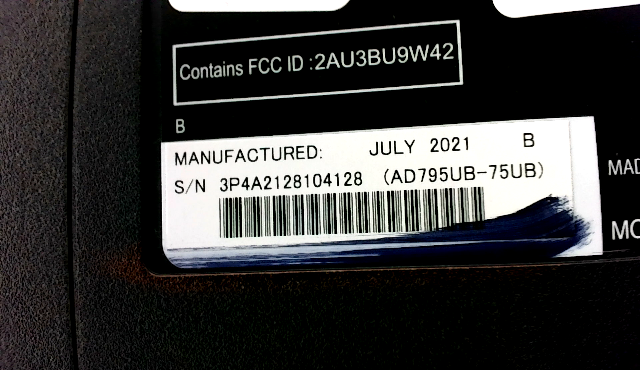 Contains FCC ID :2AU3BU9W42
B
MANUFACTURED: JULY 2021 B
S/N 3P4A2128104128 (AD795UB-75UB)
MAD
MO